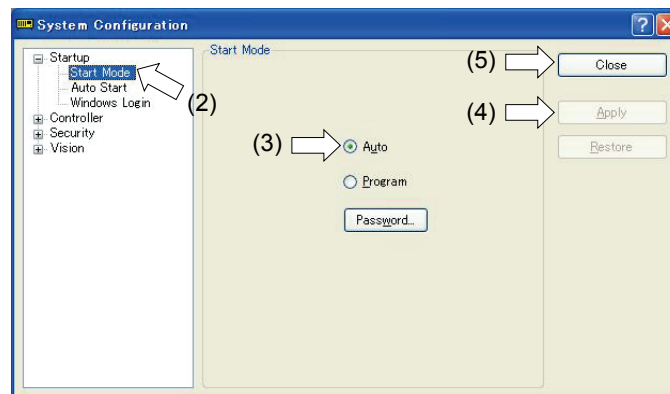 System Configuration
Startup
Start Mode
Auto Start
Windows Login
Controller
Security
Vision
(2)
Start Mode
(3)
Auto
Program
Password...
(5)
Close
(4)
Apply
Restore